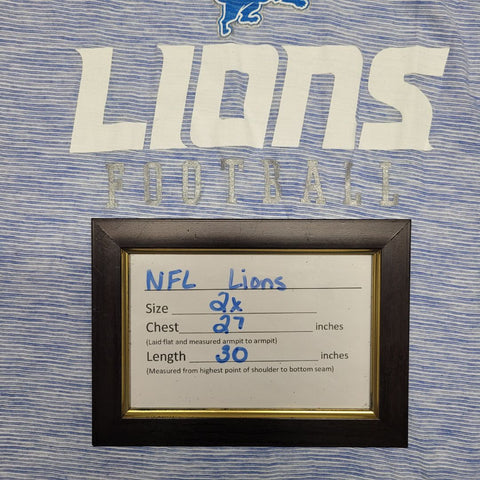 LIONS
FOOTBALL
NFL Lions
Size 2x
Chest 27 inches
(Laid flat and measured armpit to armpit)
Length 30 inches
(Measured from highest point of shoulder to bottom seam)